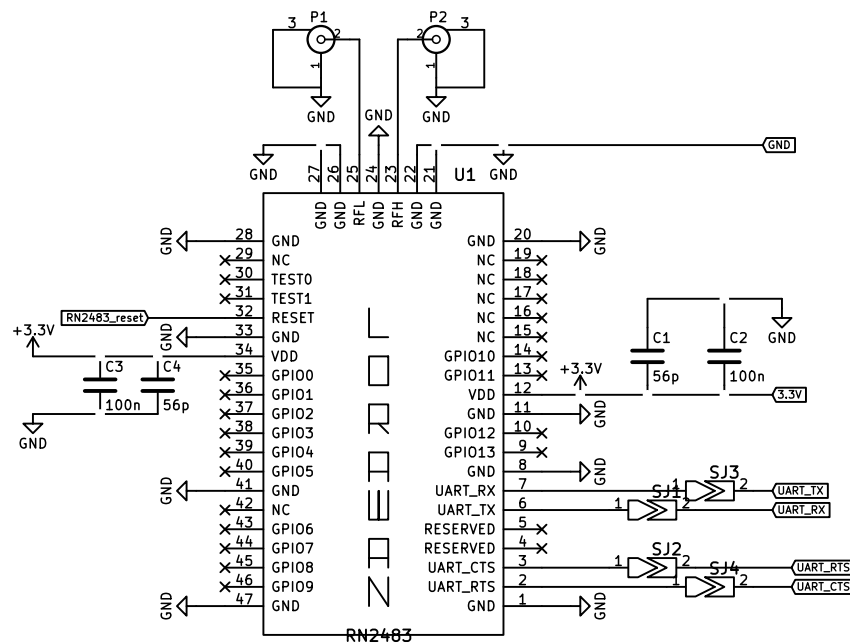 P1
P2
3
2
1
2
3
1
GND
GND
GND
GND
GND
GND
27
26
25
24
23
22
21
U1
GND
GND
RFL
GND
RFH
GND
GND
GND
28
GND
GND
20
GND
29
NC
NC
19
30
TEST0
NC
18
31
TEST1
NC
17
RN2483_reset
32
RESET
NC
16
GND
33
GND
NC
15
+3.3V
34
VDD
GPIO10
14
35
GPIO0
GPIO11
13
36
GPIO1
VDD
12
37
GPIO2
GND
11
GND
38
GPIO3
GPIO12
10
39
GPIO4
GPIO13
9
40
GPIO5
GND
8
GND
GND
41
GND
UART_RX
7
42
NC
UART_TX
6
43
GPIO6
RESERVED
5
44
GPIO7
RESERVED
4
45
GPIO8
UART_CTS
3
46
GPIO9
UART_RTS
2
GND
47
GND
GND
1
GND
C3
100n
C4
56p
GND
C1
56p
C2
100n
GND
+3.3V
3.3V
1
SJ3
2
UART_TX
1
SJ1
2
UART_RX
1
SJ2
2
UART_RTS
1
SJ4
2
UART_CTS
LORAWAN
RN2483